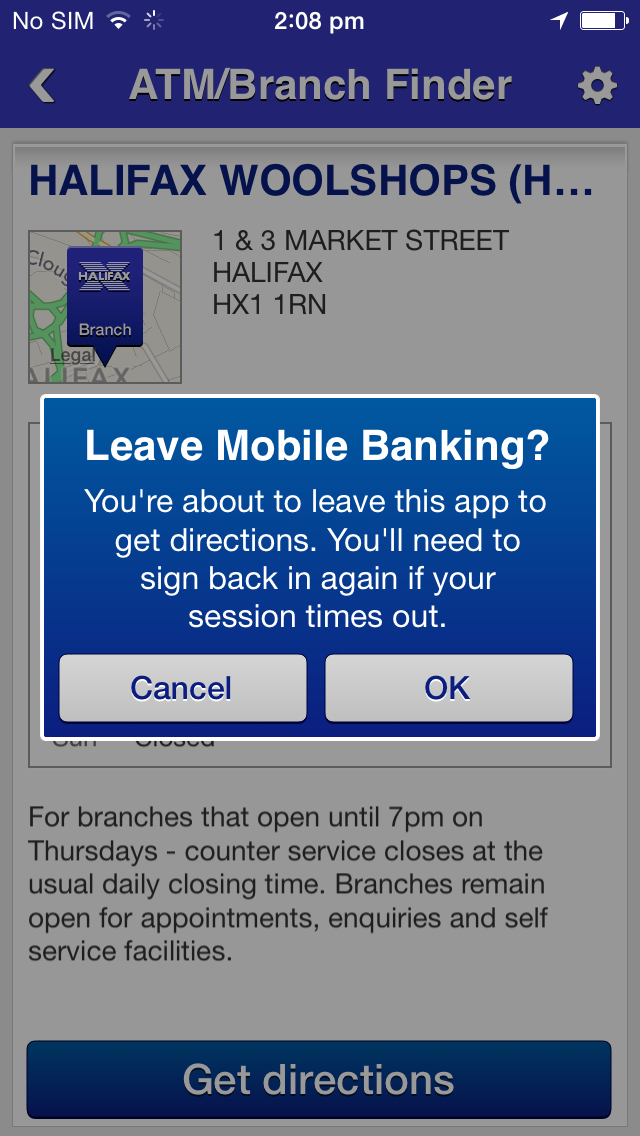 No SIM 2:08 pm
ATM/Branch Finder
HALIFAX WOOLSHOPS (H...
Cloug
HALIFAX
Branch
Legal
ALIFAX
1 & 3 MARKET STREET
HALIFAX
HX1 1RN
Leave Mobile Banking?
You're about to leave this app to
get directions. You'll need to
sign back in again if your
session times out.
Cancel OK
Sun Closed
For branches that open until 7pm on
Thursdays - counter service closes at the
usual daily closing time. Branches remain
open for appointments, enquiries and self
service facilities.
Get directions